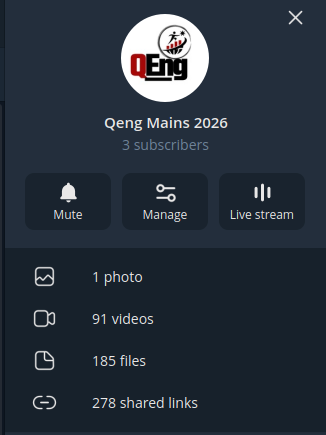 QEng
Qeng Mains 2026
3 subscribers
Mute
Manage
Live stream
1 photo
91 videos
185 files
278 shared links